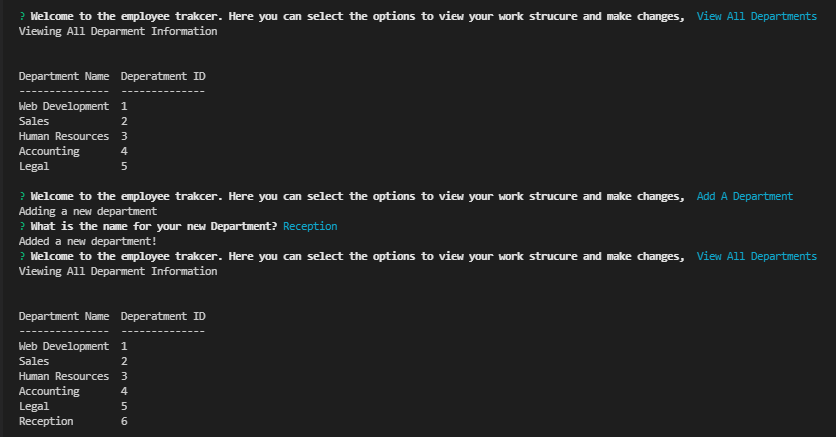 ? Welcome to the employee trakcer. Here you can select the options to view your work strucure and make changes, View All Departments
Viewing All Deparment Information
Department Name Deperatment ID
--------------- --------------
Web Development 1
Sales 2
Human Resources 3
Accounting 4
Legal 5
? Welcome to the employee trakcer. Here you can select the options to view your work strucure and make changes, Add A Department
Adding a new department
? What is the name for your new Department? Reception
Added a new department!
? Welcome to the employee trakcer. Here you can select the options to view your work strucure and make changes, View All Departments
Viewing All Deparment Information
Department Name Deperatment ID
--------------- --------------
Web Development 1
Sales 2
Human Resources 3
Accounting 4
Legal 5
Reception 6